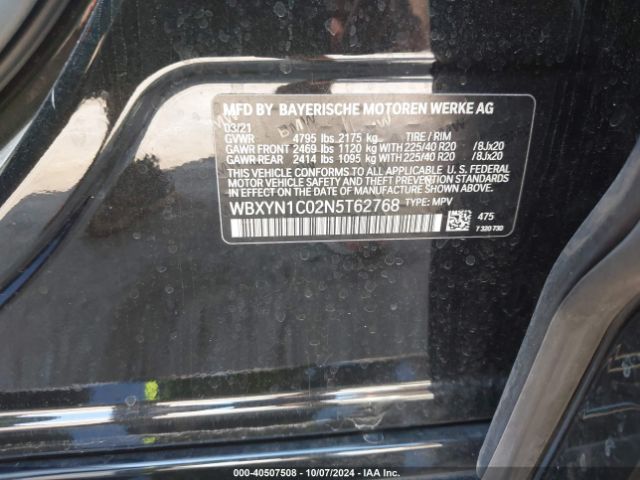 MFD BY BAYERISCHE MOTOREN WERKE AG
03/21
GVWR 4795 lbs 2175 kg TIRE / RIM
GAWR FRONT 2469 lbs 1120 kg WITH 225/40 R20 /8Jx20
GAWR REAR 2414 lbs 1095 kg WITH 225/40 R20 /8Jx20
THIS VEHICLE CONFORMS TO ALL APPLICABLE U. S. FEDERAL
MOTOR VEHICLE SAFETY AND THEFT PREVENTION STANDARDS
IN EFFECT ON THE DATE OF MANUFACTURE SHOWN ABOVE.
WBXYN1C02N5T62768 TYPE: MPV
475
7 320 730
000-40507508 - 10/07/2024 - IAA Inc.